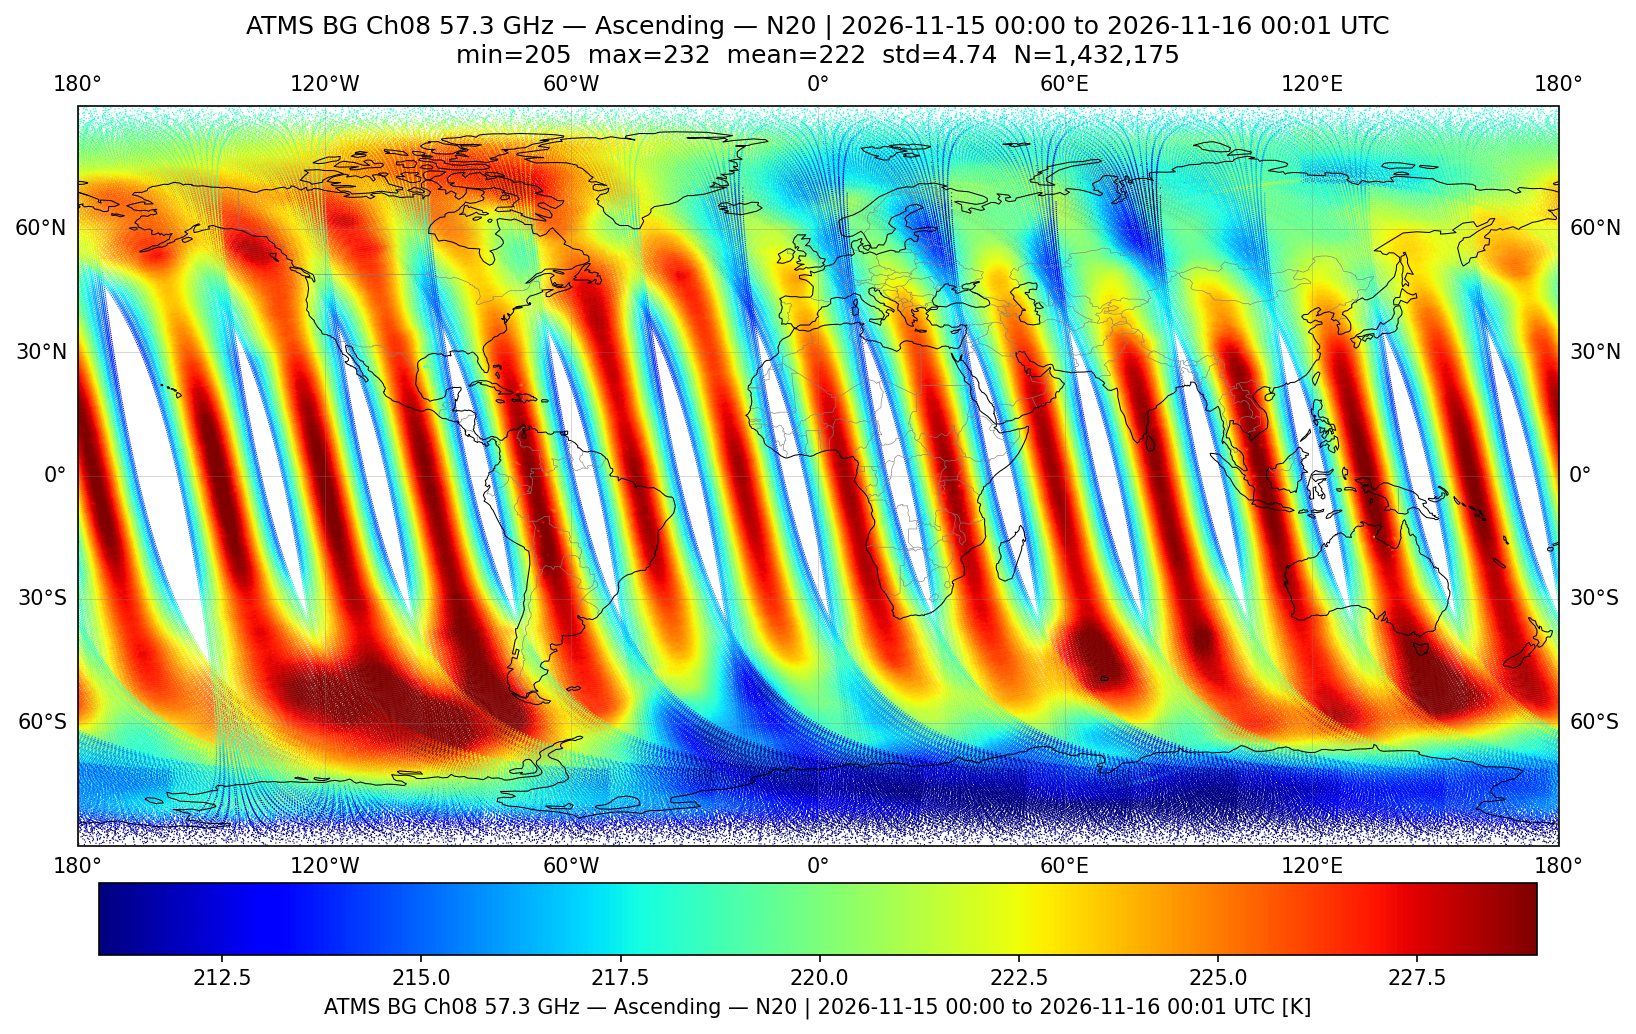 ATMS BG Ch08 57.3 GHz — Ascending — N20 | 2026-11-15 00:00 to 2026-11-16 00:01 UTC
min=205  max=232  mean=222  std=4.74  N=1,432,175
180° 120°W 60°W 0° 60°E 120°E 180°
60°N 60°N
30°N 30°N
0° 0°
30°S 30°S
60°S 60°S
180° 120°W 60°W 0° 60°E 120°E 180°
212.5 215.0 217.5 220.0 222.5 225.0 227.5
ATMS BG Ch08 57.3 GHz — Ascending — N20 | 2026-11-15 00:00 to 2026-11-16 00:01 UTC [K]